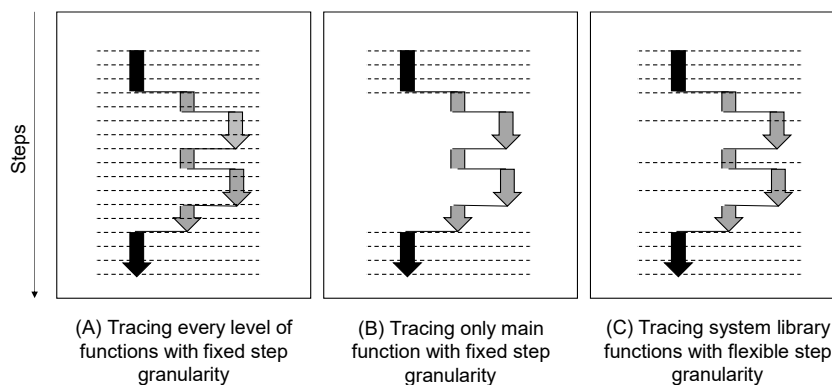 Steps
(A) Tracing every level of
functions with fixed step
granularity
(B) Tracing only main
function with fixed step
granularity
(C) Tracing system library
functions with flexible step
granularity